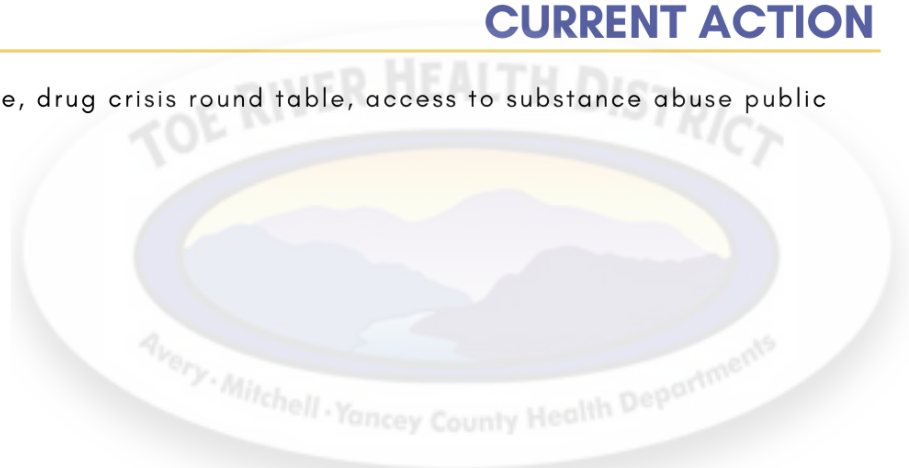 CURRENT ACTION
e, drug crisis round table, access to substance abuse public
TOE RIVER HEALTH DISTRICT
Avery · Mitchell · Yancey County Health Departments